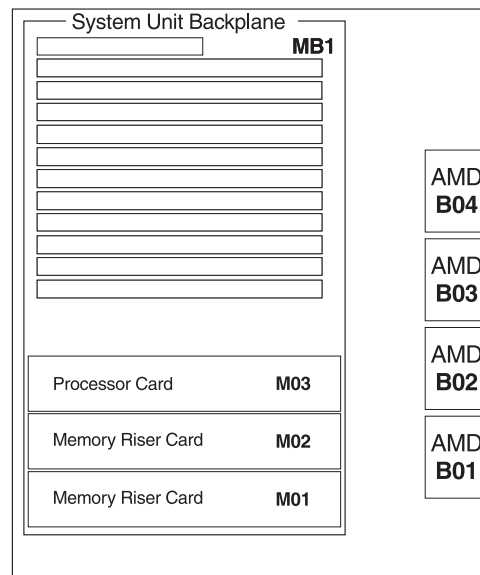 System Unit Backplane
MB1
AMD
B04
AMD
B03
AMD
B02
AMD
B01
Processor Card M03
Memory Riser Card M02
Memory Riser Card M01